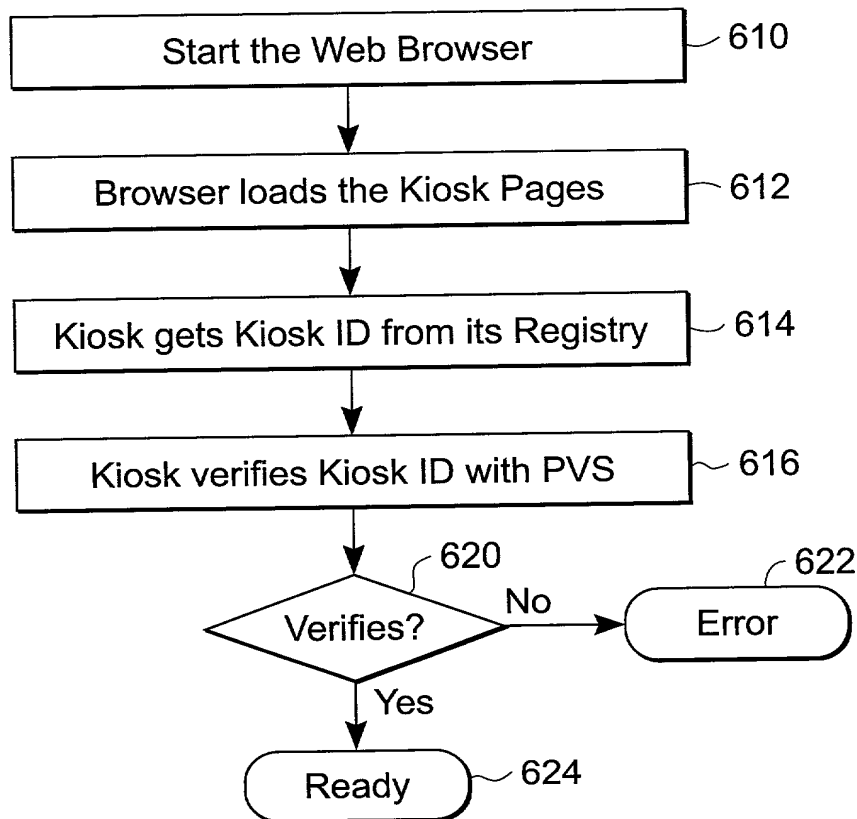 Start the Web Browser
610
Browser loads the Kiosk Pages
612
Kiosk gets Kiosk ID from its Registry
614
Kiosk verifies Kiosk ID with PVS
616
620
622
Verifies?
No
Error
Yes
Ready
624